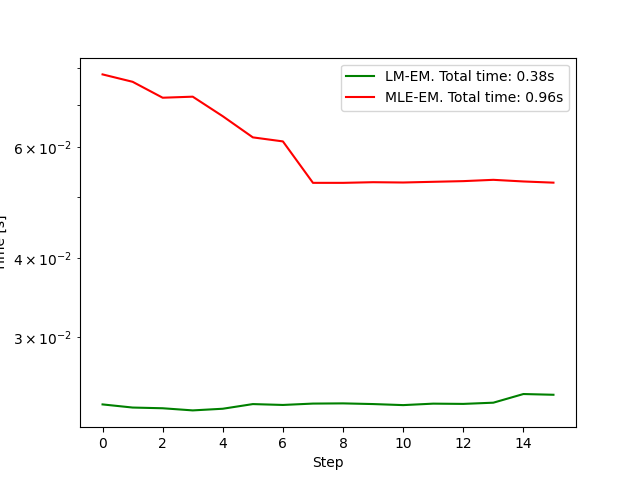 LM-EM. Total time: 0.38s
MLE-EM. Total time: 0.96s
6 × 10⁻²
4 × 10⁻²
3 × 10⁻²
[s]
0 2 4 6 8 10 12 14
Step